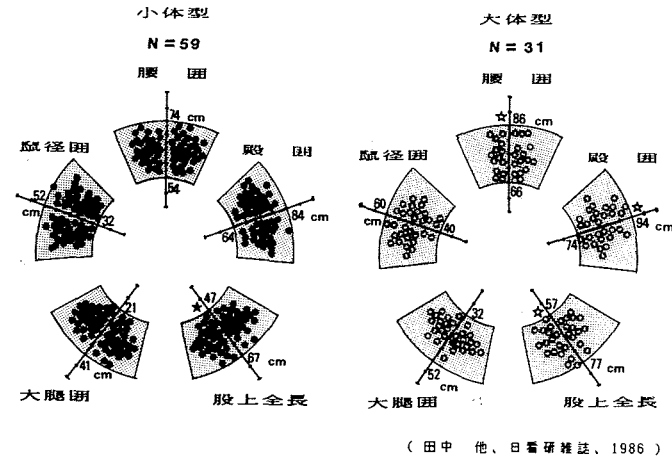 小体型
N=59
腰 囲
74 cm
54
鼠径囲
52
cm
32
殿 囲
84
cm
64
21
41
cm
大腿囲
★47
67
cm
股上全長
大体型
N=31
腰 囲
☆86 cm
66
鼠径囲
60
cm
40
殿 囲
☆94
cm
74
32
52
cm
大腿囲
☆57
77
cm
股上全長
( 田中 他、日看研雑誌、1986 )